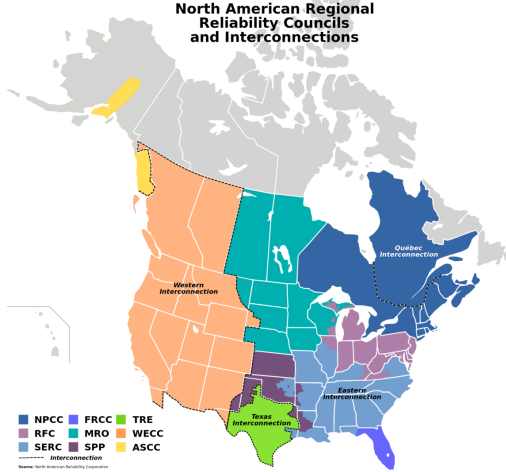 North American Regional
Reliability Councils
and Interconnections
Québec
Interconnection
Western
Interconnection
Eastern
Interconnection
Texas
Interconnection
NPCC FRCC TRE
RFC MRO WECC
SERC SPP ASCC
Interconnection
Source: North American Reliability Corporation